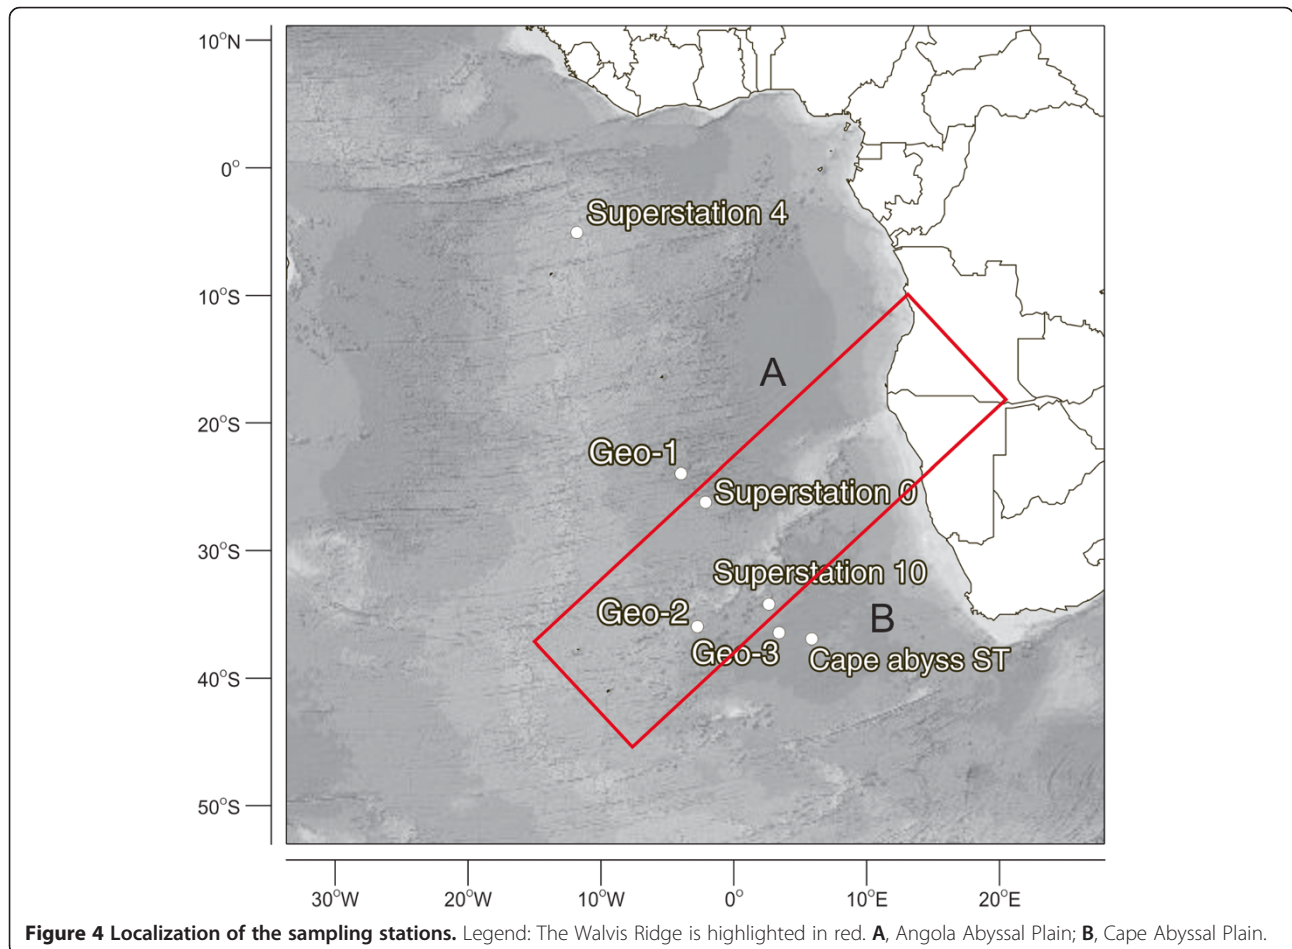 10°N
0°
Superstation 4
10°S
A
20°S
Geo-1
Superstation 0
30°S
Superstation 10
Geo-2
B
Geo-3
Cape abyss ST
40°S
50°S
30°W 20°W 10°W 0° 10°E 20°E
Figure 4 Localization of the sampling stations. Legend: The Walvis Ridge is highlighted in red. A, Angola Abyssal Plain; B, Cape Abyssal Plain.